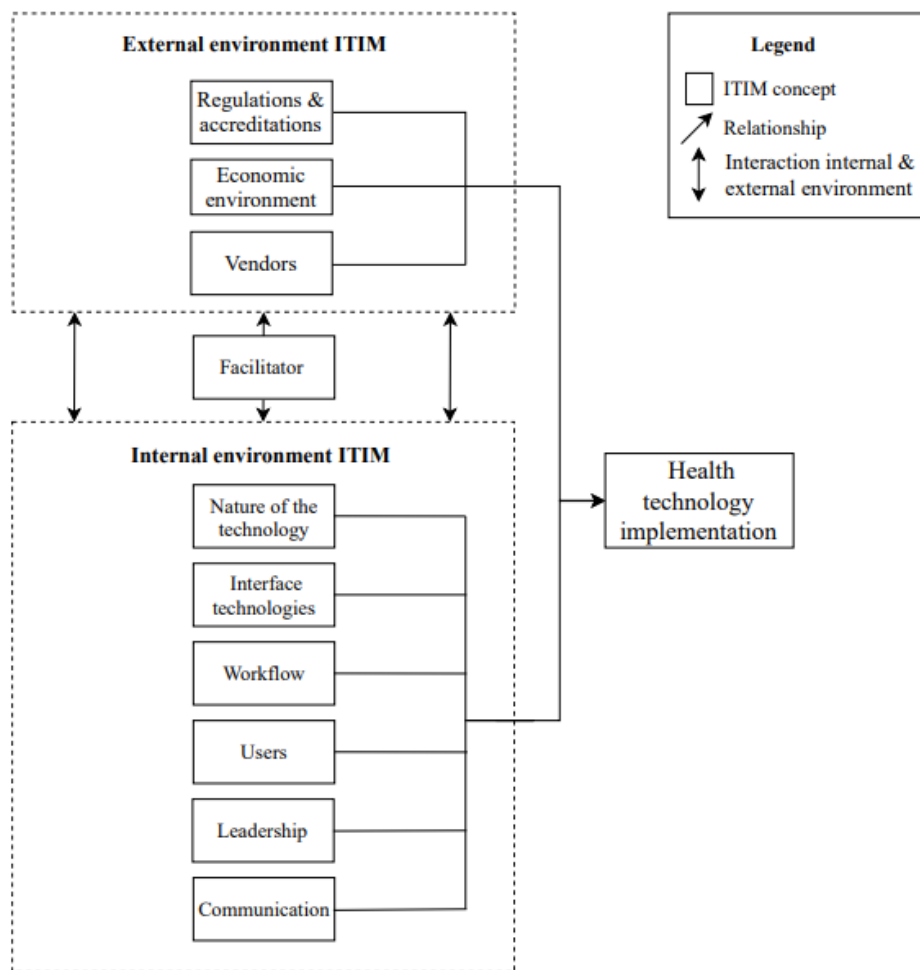 External environment ITIM
Regulations &
accreditations
Economic
environment
Vendors
Facilitator
Internal environment ITIM
Nature of the
technology
Interface
technologies
Workflow
Users
Leadership
Communication
Health
technology
implementation
Legend
ITIM concept
Relationship
Interaction internal &
external environment